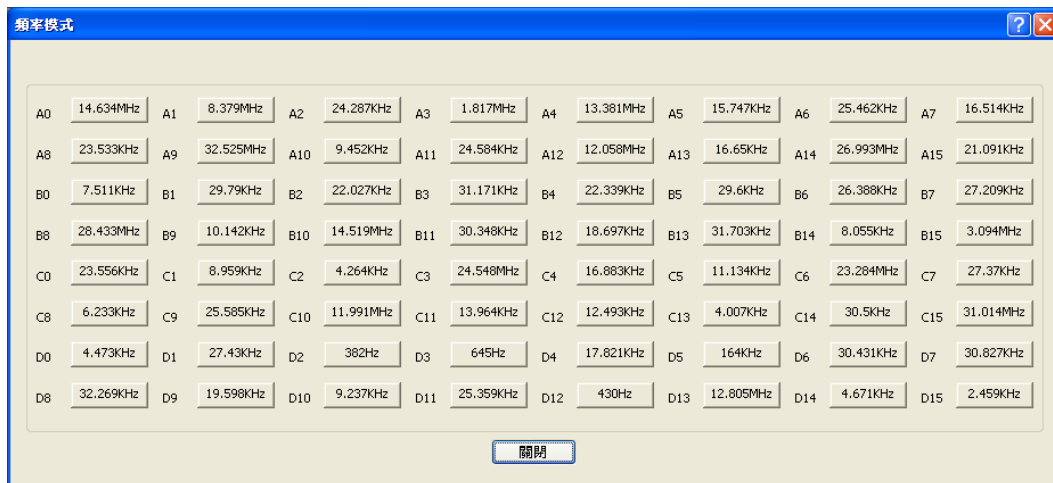 頻率模式
A0 14.634MHz A1 8.379MHz A2 24.287KHz A3 1.817MHz A4 13.381MHz A5 15.747KHz A6 25.462KHz A7 16.514KHz
A8 23.533KHz A9 32.525MHz A10 9.452KHz A11 24.584KHz A12 12.058MHz A13 16.65KHz A14 26.993MHz A15 21.091KHz
B0 7.511KHz B1 29.79KHz B2 22.027KHz B3 31.171KHz B4 22.339KHz B5 29.6KHz B6 26.388KHz B7 27.209KHz
B8 28.433MHz B9 10.142KHz B10 14.519MHz B11 30.348KHz B12 18.697KHz B13 31.703KHz B14 8.055KHz B15 3.094MHz
C0 23.556KHz C1 8.959KHz C2 4.264KHz C3 24.548MHz C4 16.883KHz C5 11.134KHz C6 23.284MHz C7 27.37KHz
C8 6.233KHz C9 25.585KHz C10 11.991MHz C11 13.964KHz C12 12.493KHz C13 4.007KHz C14 30.5KHz C15 31.014MHz
D0 4.473KHz D1 27.43KHz D2 382Hz D3 645Hz D4 17.821KHz D5 164KHz D6 30.431KHz D7 30.827KHz
D8 32.269KHz D9 19.598KHz D10 9.237KHz D11 25.359KHz D12 430Hz D13 12.805MHz D14 4.671KHz D15 2.459KHz
關閉